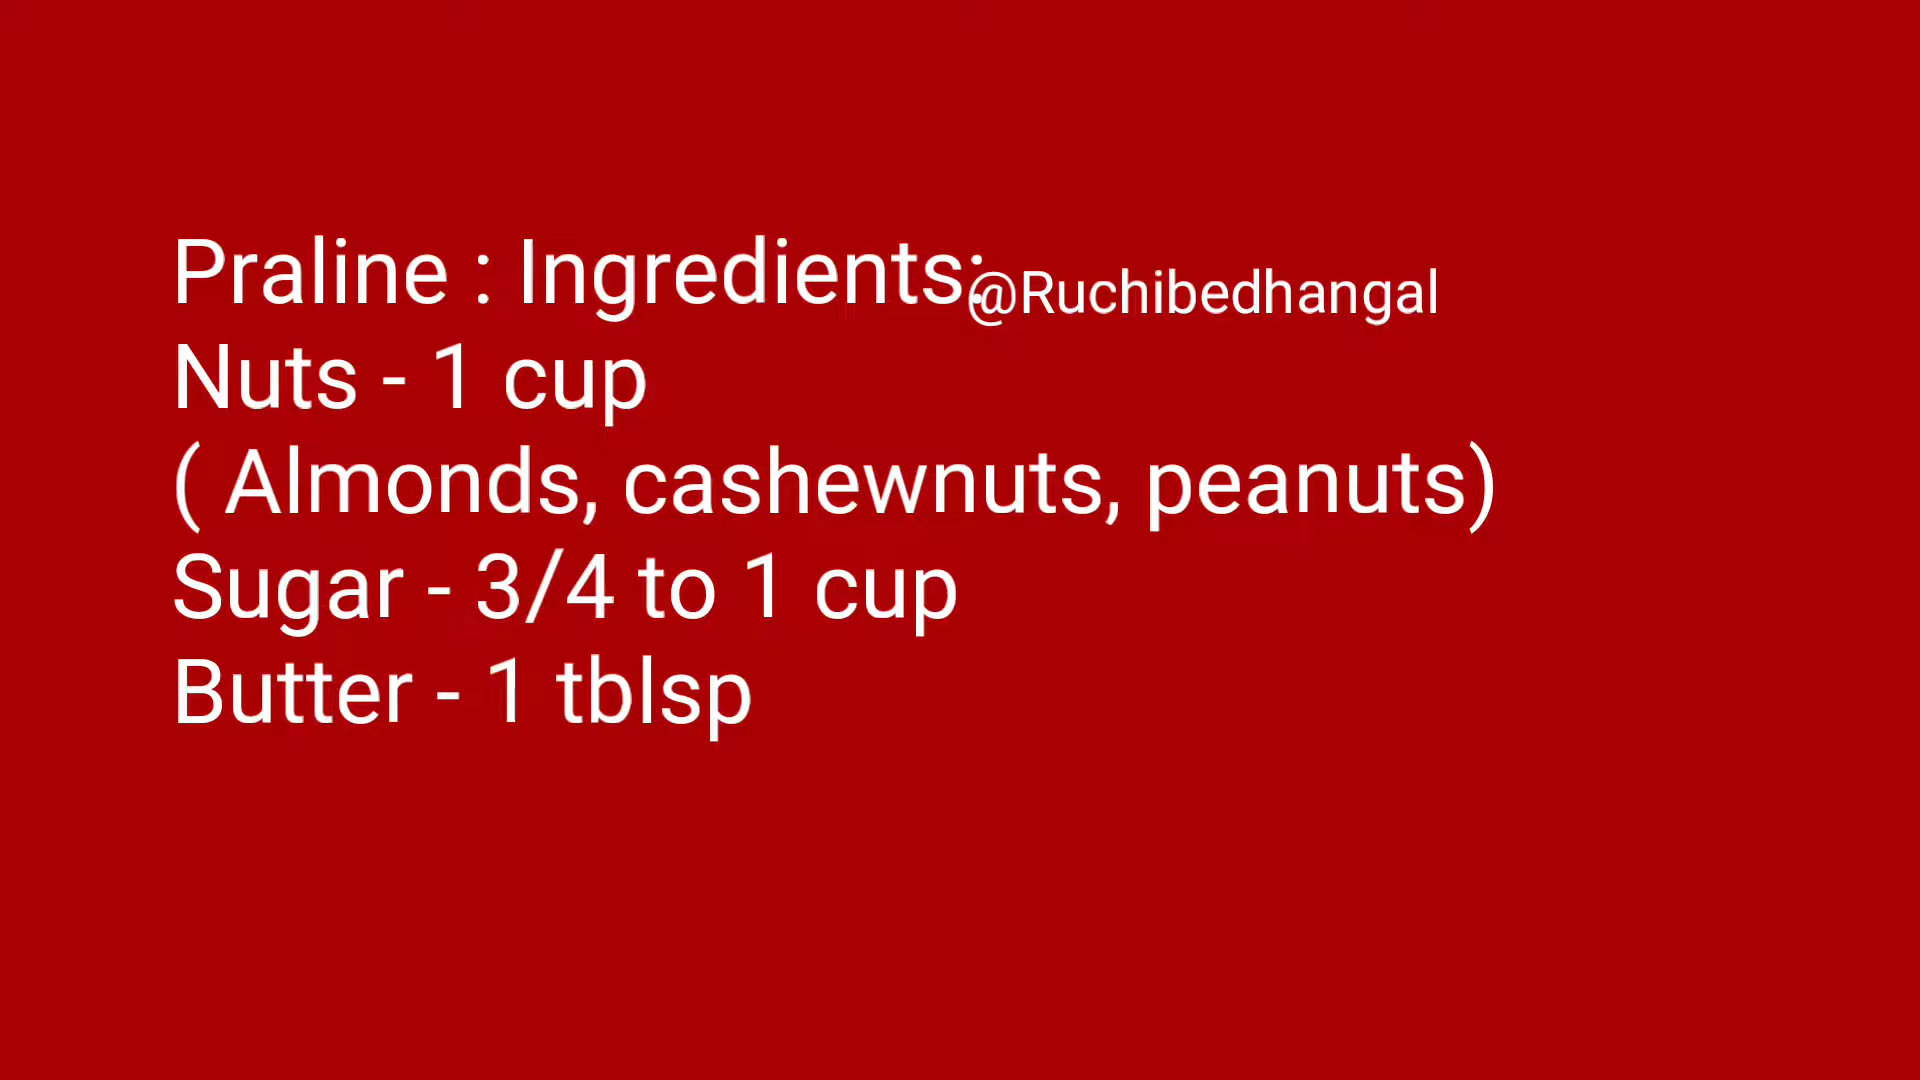 Praline : Ingredients:
@Ruchibedhangal
Nuts - 1 cup
( Almonds, cashewnuts, peanuts)
Sugar - 3/4 to 1 cup
Butter - 1 tblsp